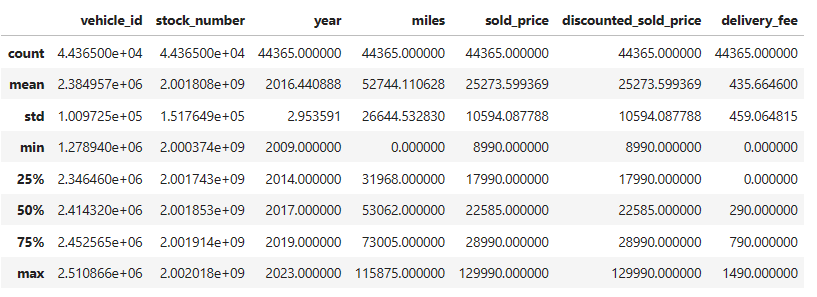 vehicle_id stock_number year miles sold_price discounted_sold_price delivery_fee
count 4.436500e+04 4.436500e+04 44365.000000 44365.000000 44365.000000 44365.000000 44365.000000
mean 2.384957e+06 2.001808e+09 2016.440888 52744.110628 25273.599369 25273.599369 435.664600
std 1.009725e+05 1.517649e+05 2.953591 26644.532830 10594.087788 10594.087788 459.064815
min 1.278940e+06 2.000374e+09 2009.000000 0.000000 8990.000000 8990.000000 0.000000
25% 2.346460e+06 2.001743e+09 2014.000000 31968.000000 17990.000000 17990.000000 0.000000
50% 2.414320e+06 2.001853e+09 2017.000000 53062.000000 22585.000000 22585.000000 290.000000
75% 2.452565e+06 2.001914e+09 2019.000000 73005.000000 28990.000000 28990.000000 790.000000
max 2.510866e+06 2.002018e+09 2023.000000 115875.000000 129990.000000 129990.000000 1490.000000